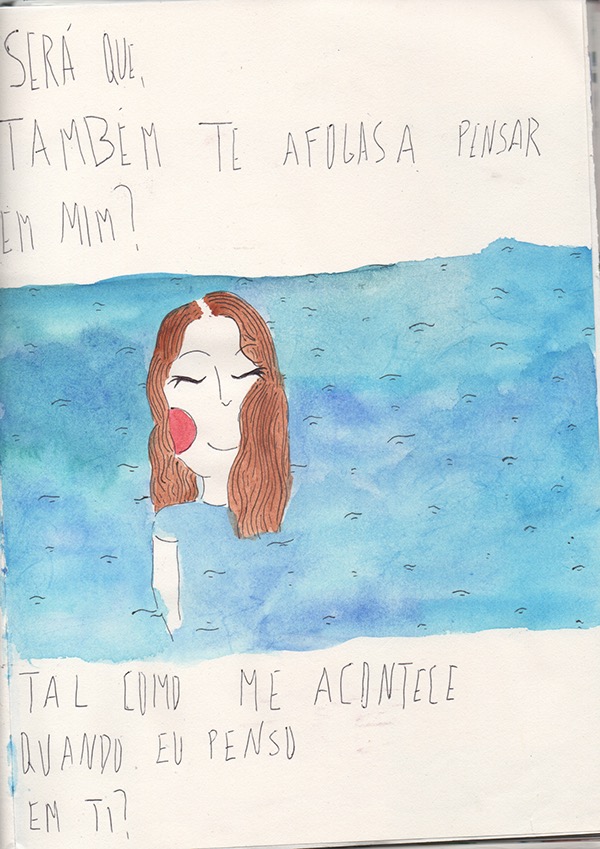 SERÁ QUE,
TAMBÉM TE AFOGAS A PENSAR
EM MIM?
TAL COMO ME ACONTECE
QUANDO EU PENSO
EM TI?